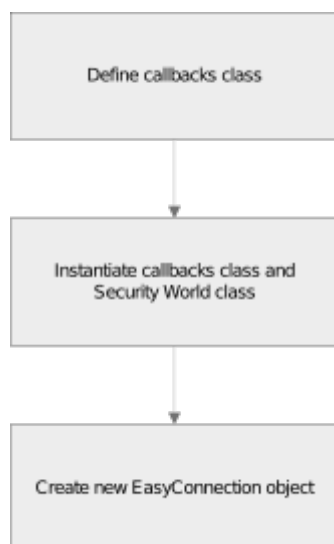 Define callbacks class
Instantiate callbacks class and
Security World class
Create new EasyConnection object